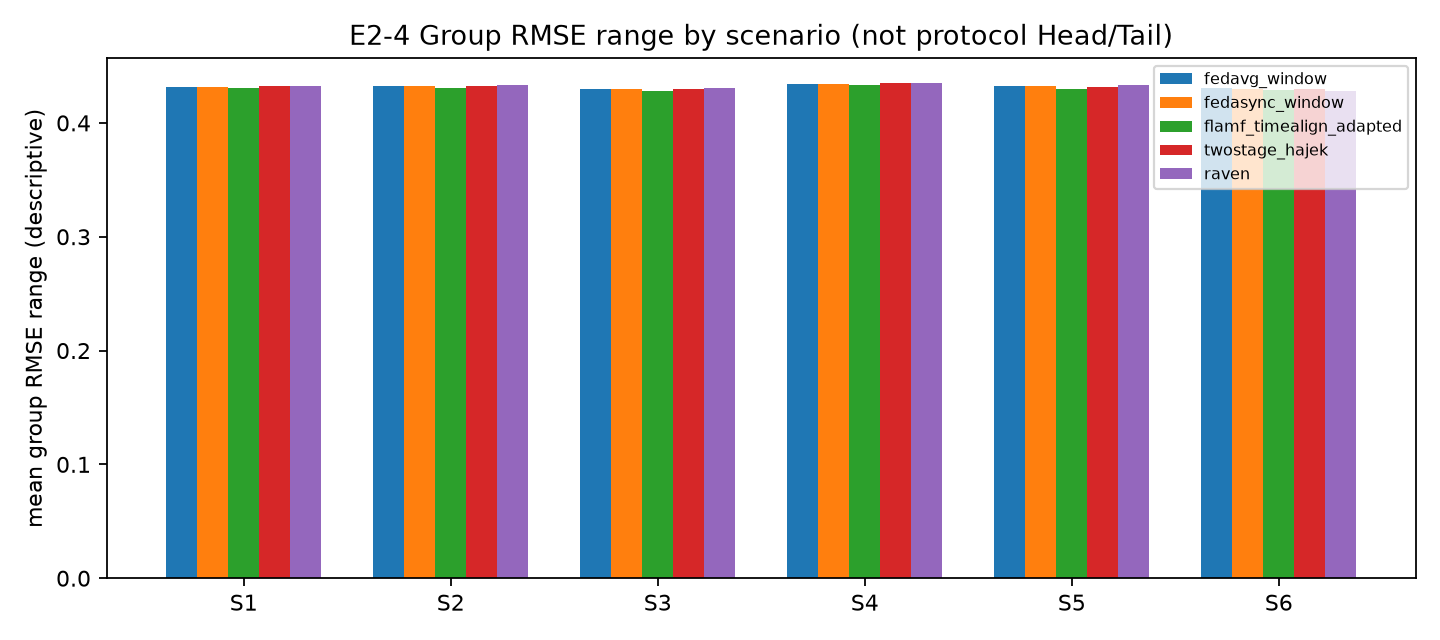 E2-4 Group RMSE range by scenario (not protocol Head/Tail)
mean group RMSE range (descriptive)
0.4
0.3
0.2
0.1
0.0
fedavg_window
fedasync_window
flamf_timealign_adapted
twostage_hajek
raven
S1
S2
S3
S4
S5
S6